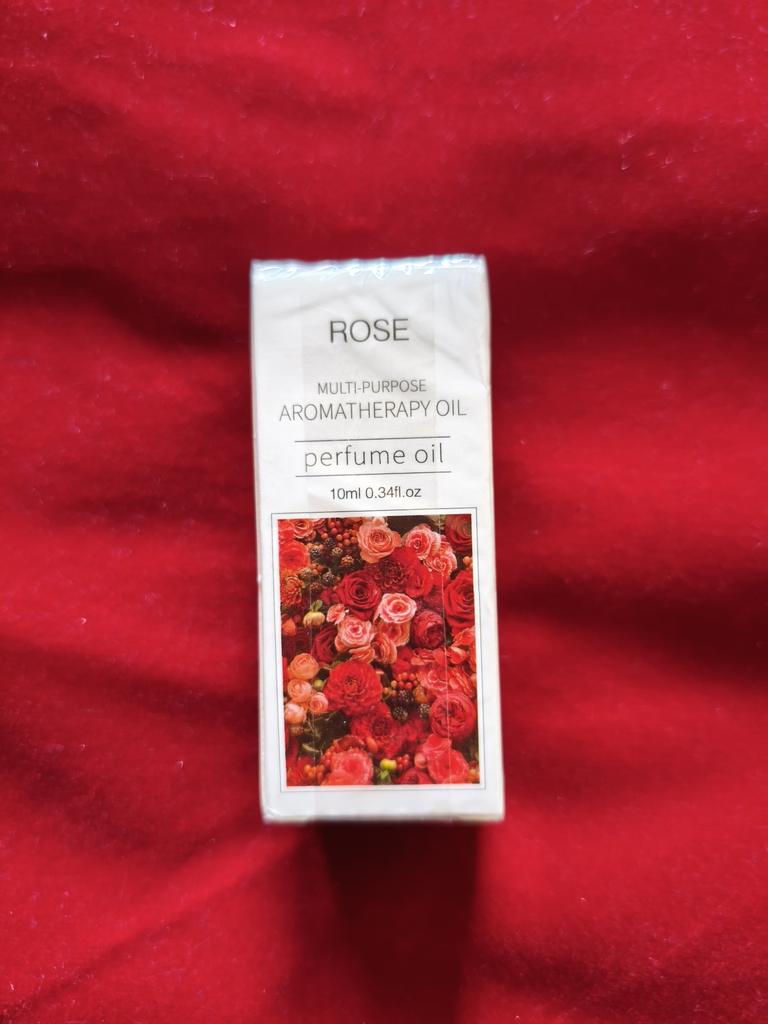 ROSE
MULTI-PURPOSE
AROMATHERAPY OIL
perfume oil
10ml 0.34fl.oz